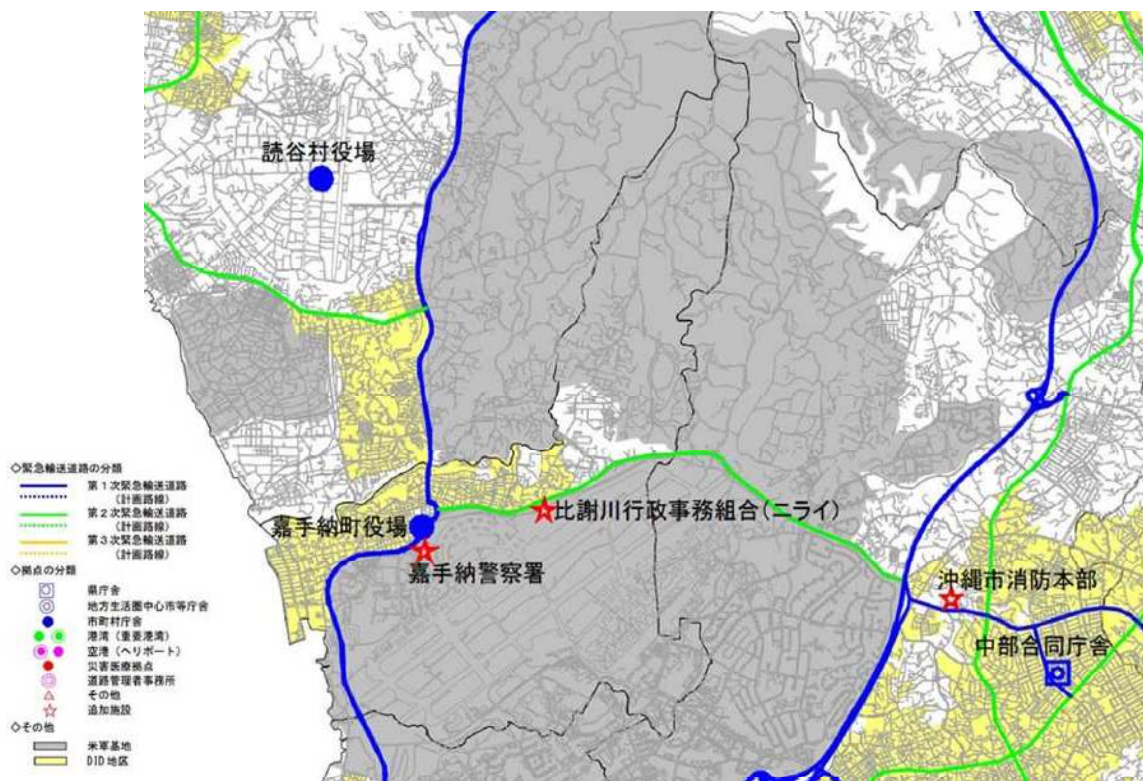 読谷村役場
比謝川行政事務組合(ニライ)
嘉手納町役場
嘉手納警察署
沖縄市消防本部
中部合同庁舎
◇緊急輸送道路の分類
第1次緊急輸送道路
(計画路線)
第2次緊急輸送道路
(計画路線)
第3次緊急輸送道路
(計画路線)
◇拠点の分類
県庁舎
地方生活圏中心市等庁舎
市町村庁舎
港湾(重要港湾)
空港(ヘリポート)
災害医療拠点
道路管理者事務所
その他
追加施設
◇その他
米軍基地
DID地区